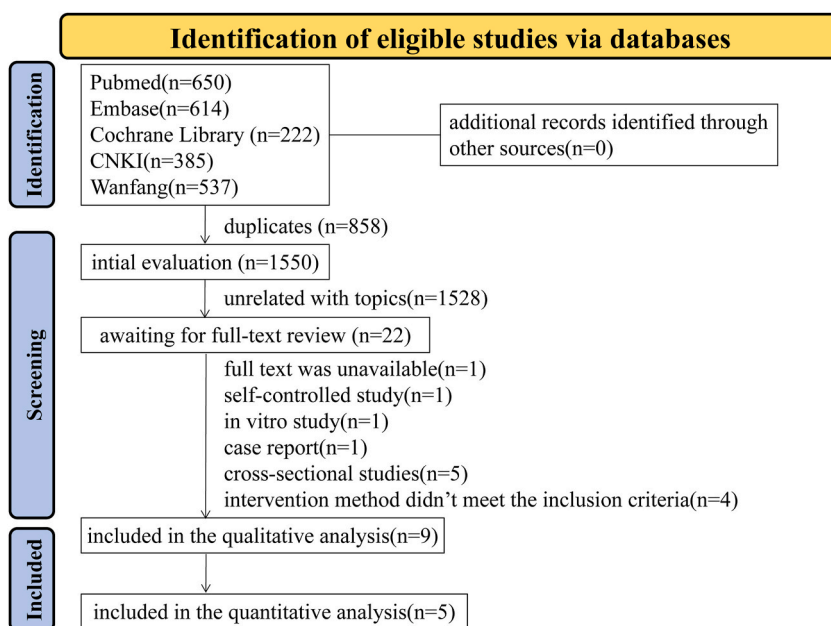 Identification of eligible studies via databases
Identification
Pubmed(n=650)
Embase(n=614)
Cochrane Library (n=222)
CNKI(n=385)
Wanfang(n=537)
additional records identified through
other sources(n=0)
duplicates (n=858)
Screening
intial evaluation (n=1550)
unrelated with topics(n=1528)
awaiting for full-text review (n=22)
full text was unavailable(n=1)
self-controlled study(n=1)
in vitro study(n=1)
case report(n=1)
cross-sectional studies(n=5)
intervention method didn't meet the inclusion criteria(n=4)
Included
included in the qualitative analysis(n=9)
included in the quantitative analysis(n=5)